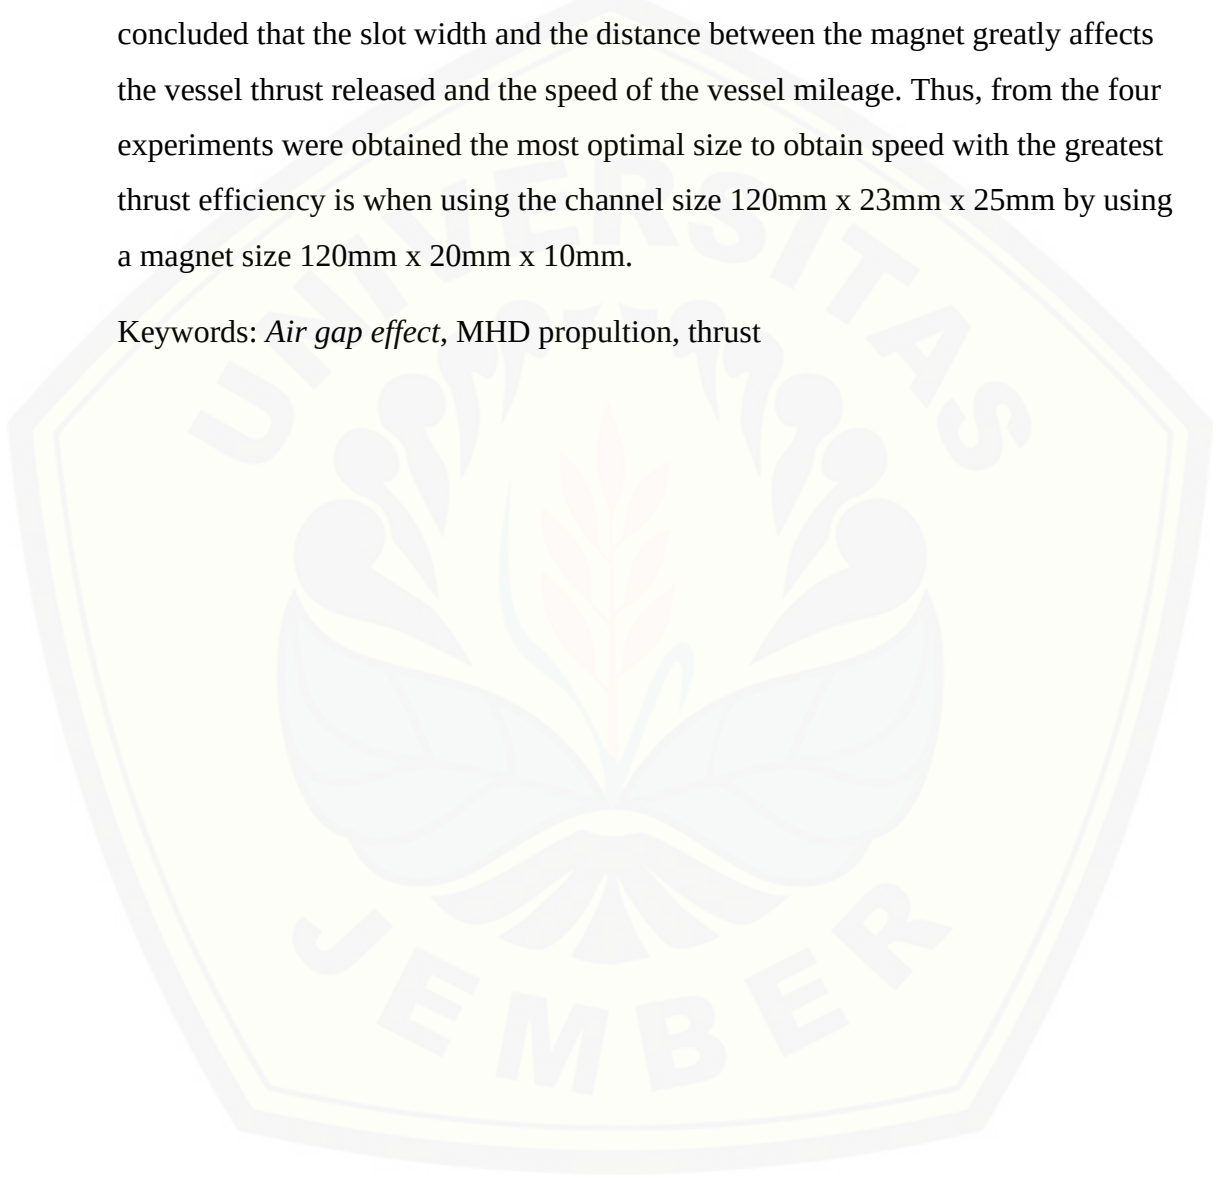 concluded that the slot width and the distance between the magnet greatly affects
the vessel thrust released and the speed of the vessel mileage. Thus, from the four
experiments were obtained the most optimal size to obtain speed with the greatest
thrust efficiency is when using the channel size 120mm x 23mm x 25mm by using
a magnet size 120mm x 20mm x 10mm.
Keywords: Air gap effect, MHD propultion, thrust
UNIVERSITAS
JEMBER